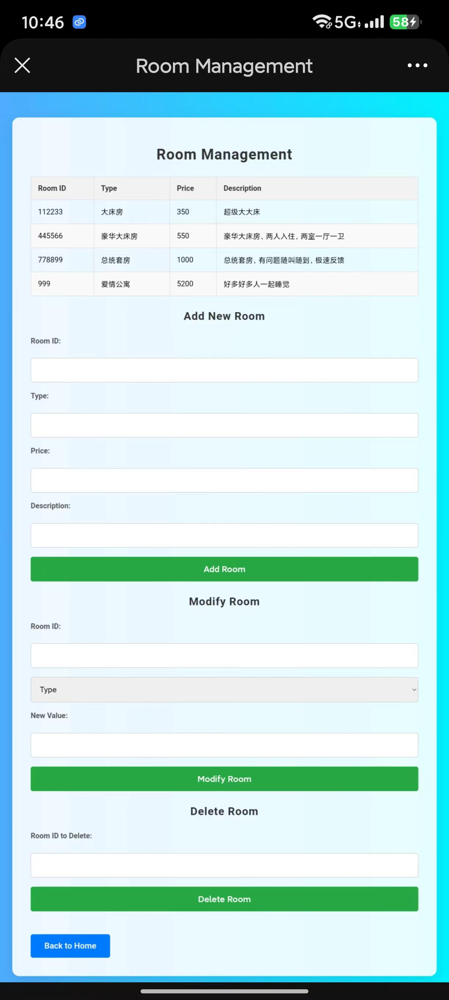 10:46 5G 58
Room Management
Room Management
Room ID Type Price Description
112233 大床房 350 超级大大床
445566 豪华大床房 550 豪华大床房、两人入住, 两室一厅一卫
778899 总统套房 1000 总统套房, 有问题随叫随到, 极速反馈
999 爱情公寓 5200 好多好多人一起睡觉
Add New Room
Room ID:
Type:
Price:
Description:
Add Room
Modify Room
Room ID:
Type
New Value:
Modify Room
Delete Room
Room ID to Delete:
Delete Room
Back to Home